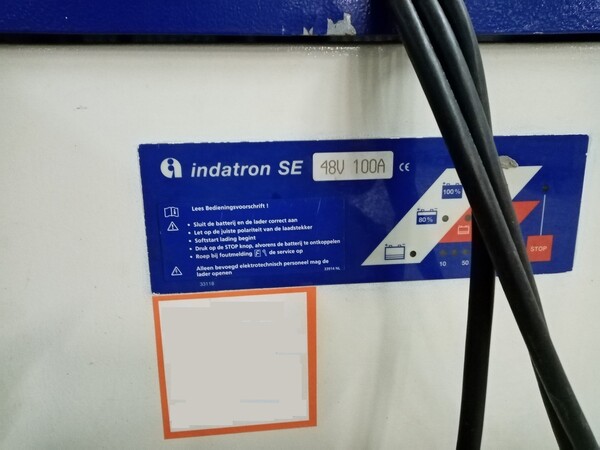 indatron SE 48V 100A CE
Lees Bedieningsvoorschrift !
• Sluit de batterij en de lader correct aan
• Let op de juiste polariteit van de laadstekker
• Softstart lading begint
• Druk op de STOP knop, alvorens de batterij te ontkoppelen
• Roep bij foutmelding F de service op
Alleen bevoegd elektrotechnisch personeel mag de
lader openen
33116
100%
80%
10 50
STOP